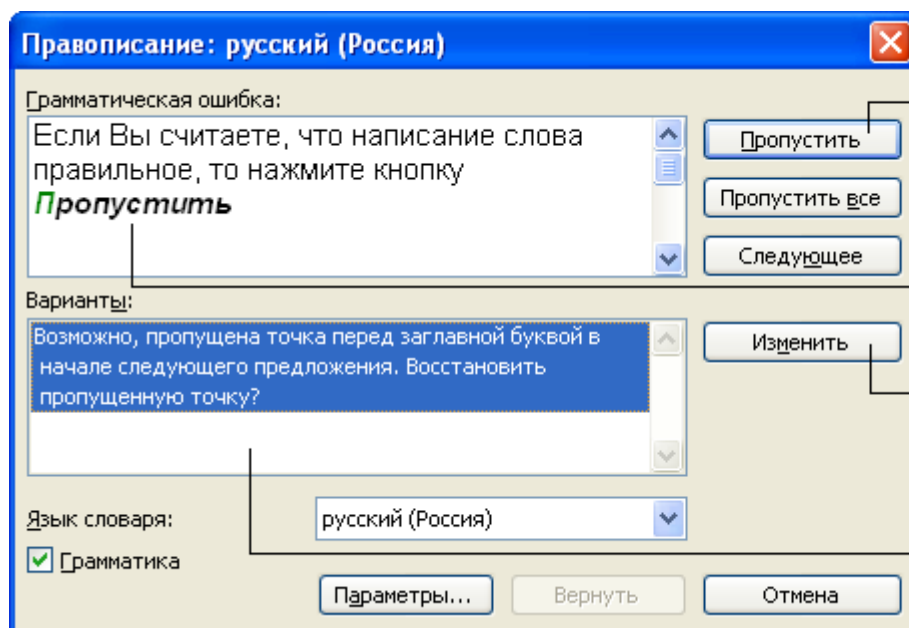 Правописание: русский (Россия)
Грамматическая ошибка:
Если Вы считаете, что написание слова
правильное, то нажмите кнопку
Пропустить
Пропустить
Пропустить все
Следующее
Варианты:
Возможно, пропущена точка перед заглавной буквой в
начале следующего предложения. Восстановить
пропущенную точку?
Изменить
Язык словаря:
русский (Россия)
Грамматика
Параметры...
Вернуть
Отмена